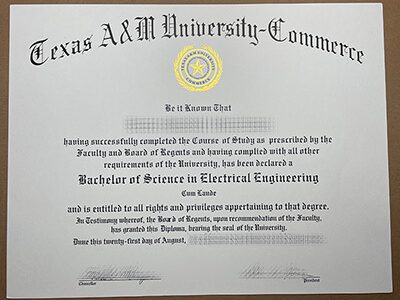 Texas A&M University-Commerce
Be it Known That
having successfully completed the Course of Study as prescribed by the
Faculty and Board of Regents and having complied with all other
requirements of the University, has been declared a
Bachelor of Science in Electrical Engineering
Cum Laude
and is entitled to all rights and privileges appertaining to that degree.
In Testimony whereof, the Board of Regents, upon recommendation of the Faculty,
has granted this Diploma, bearing the seal of the University.
Done this twenty-first day of August,
Chancellor
President